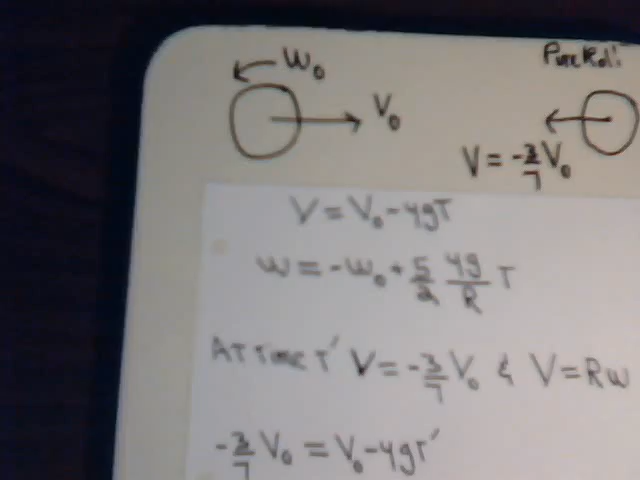 W₀
Pure Roll:
V₀
V = -3/7 V₀
V = V₀ - μgT
ω = -ω₀ + 5/2 μg/R T
AT Time T' V = -3/7 V₀ & V = Rω
-3/7 V₀ = V₀ - μgT'